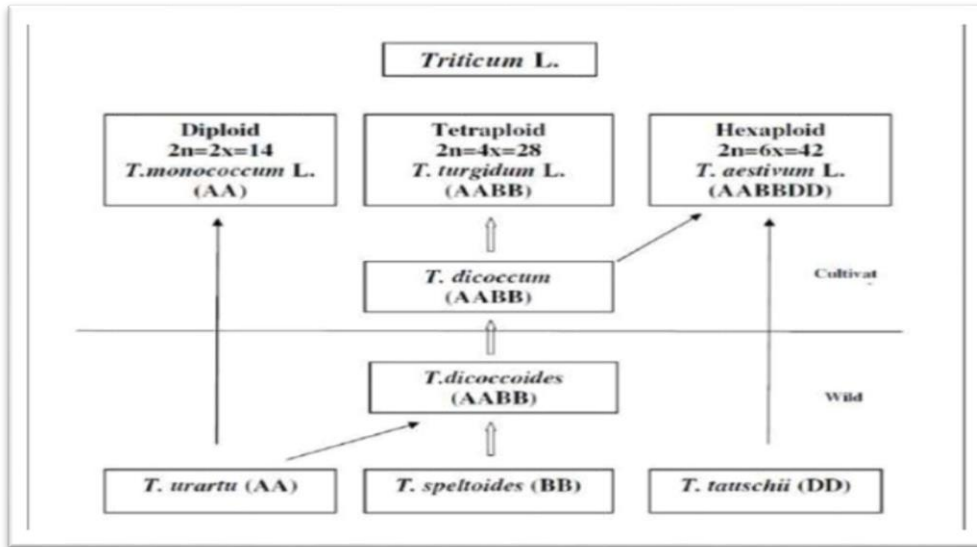 Triticum L.
Diploid
2n=2x=14
T.monococcum L.
(AA)
Tetraploid
2n=4x=28
T. turgidum L.
(AABB)
Hexaploid
2n=6x=42
T. aestivum L.
(AABBDD)
T. dicoccum
(AABB)
Cultivat
T.dicoccoides
(AABB)
Wild
T. urartu (AA)
T. speltoides (BB)
T. tauschii (DD)